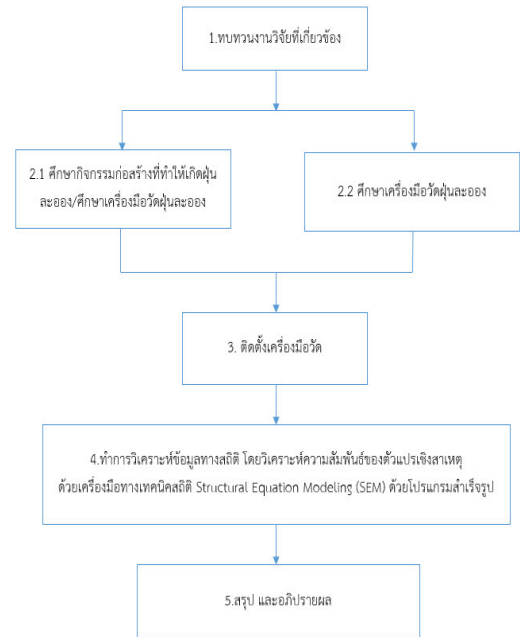 1.ทบทวนงานวิจัยที่เกี่ยวข้อง
2.1 ศึกษากิจกรรมก่อสร้างที่ทำให้เกิดฝุ่น
ละออง/ศึกษาเครื่องมือวัดฝุ่นละออง
2.2 ศึกษาเครื่องมือวัดฝุ่นละออง
3. ติดตั้งเครื่องมือวัด
4.ทำการวิเคราะห์ข้อมูลทางสถิติ โดยวิเคราะห์ความสัมพันธ์ของตัวแปรเชิงสาเหตุ
ด้วยเครื่องมือทางเทคนิคสถิติ Structural Equation Modeling (SEM) ด้วยโปรแกรมสำเร็จรูป
5.สรุป และอภิปรายผล